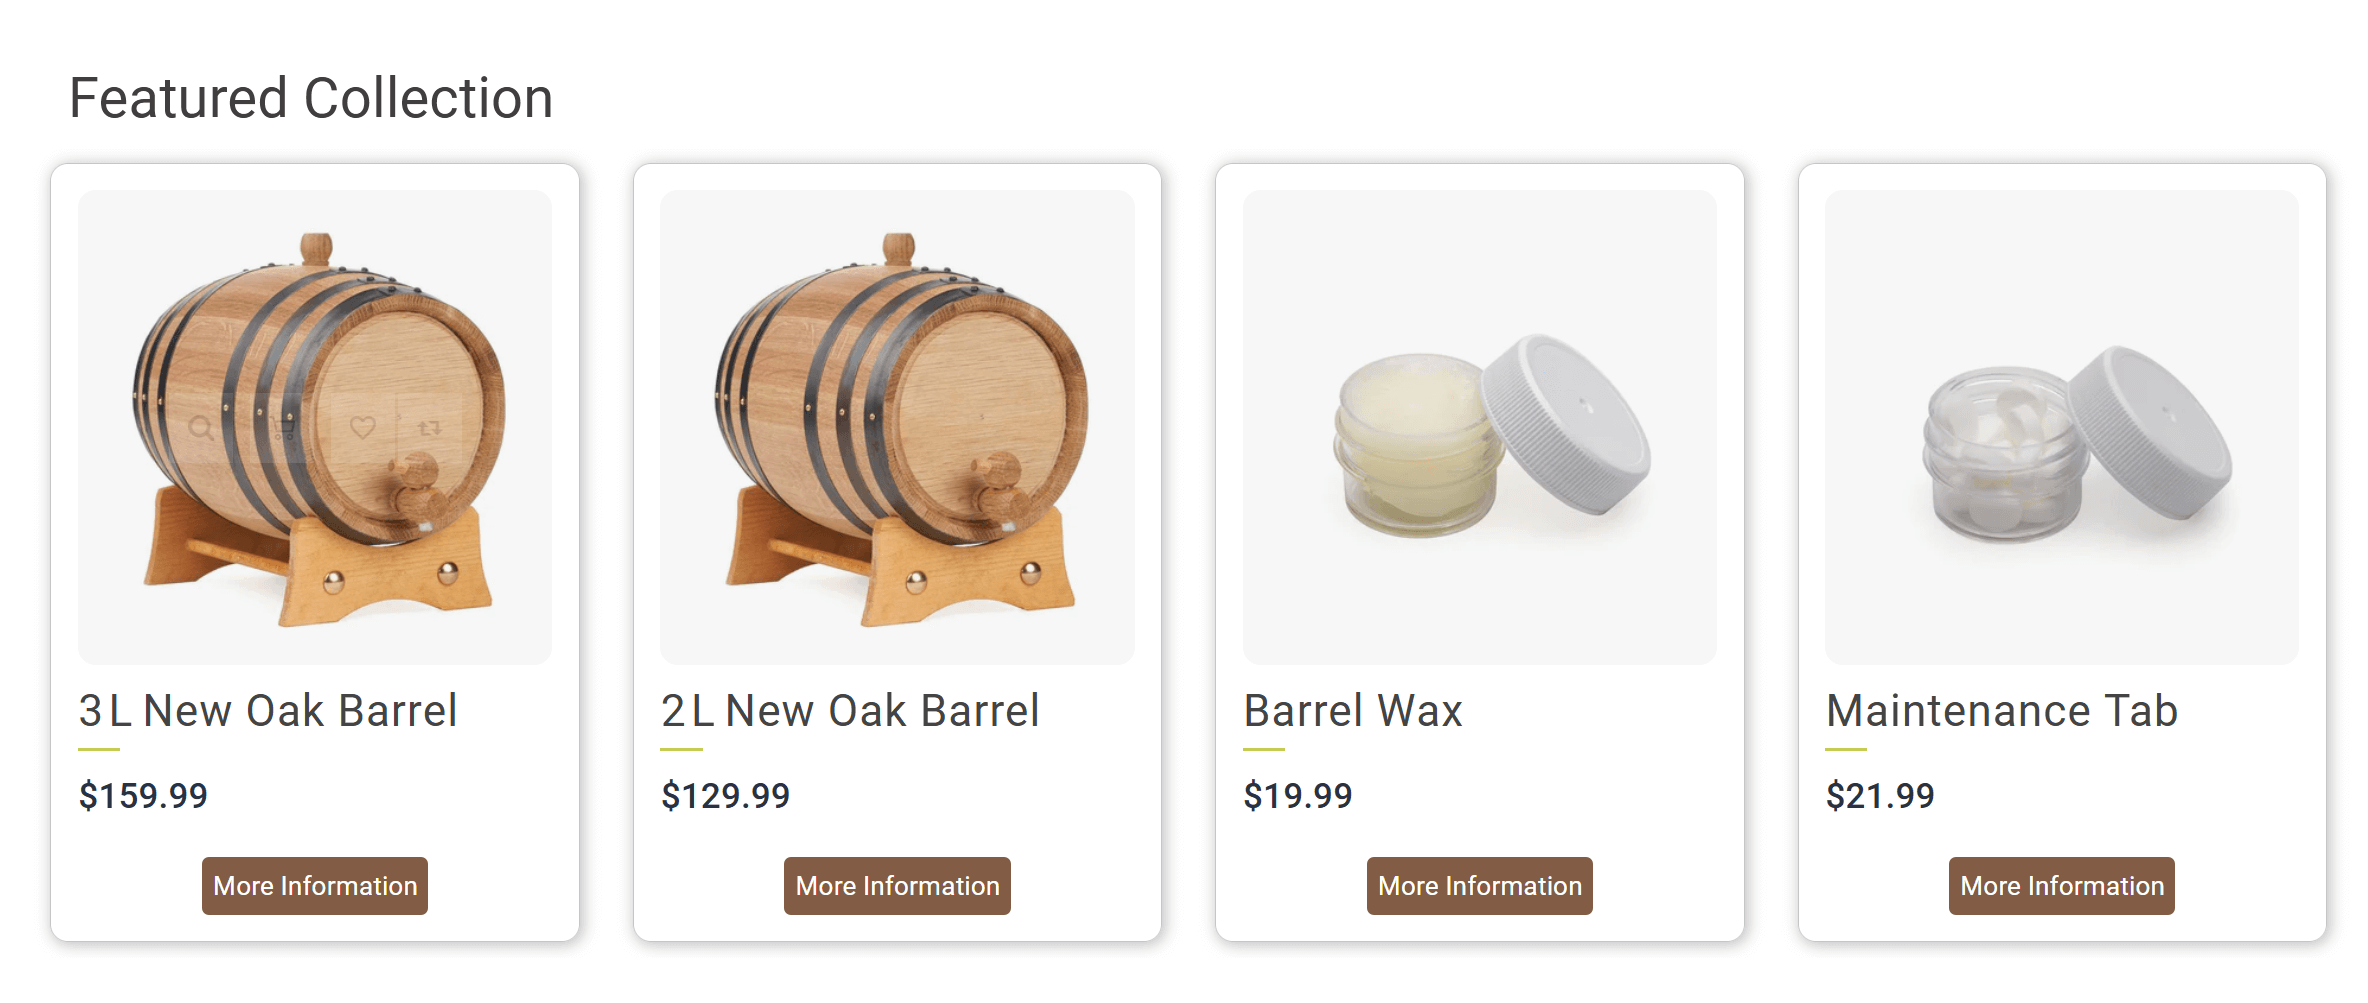 Featured Collection
3 L New Oak Barrel
$159.99
More Information
2 L New Oak Barrel
$129.99
More Information
Barrel Wax
$19.99
More Information
Maintenance Tab
$21.99
More Information